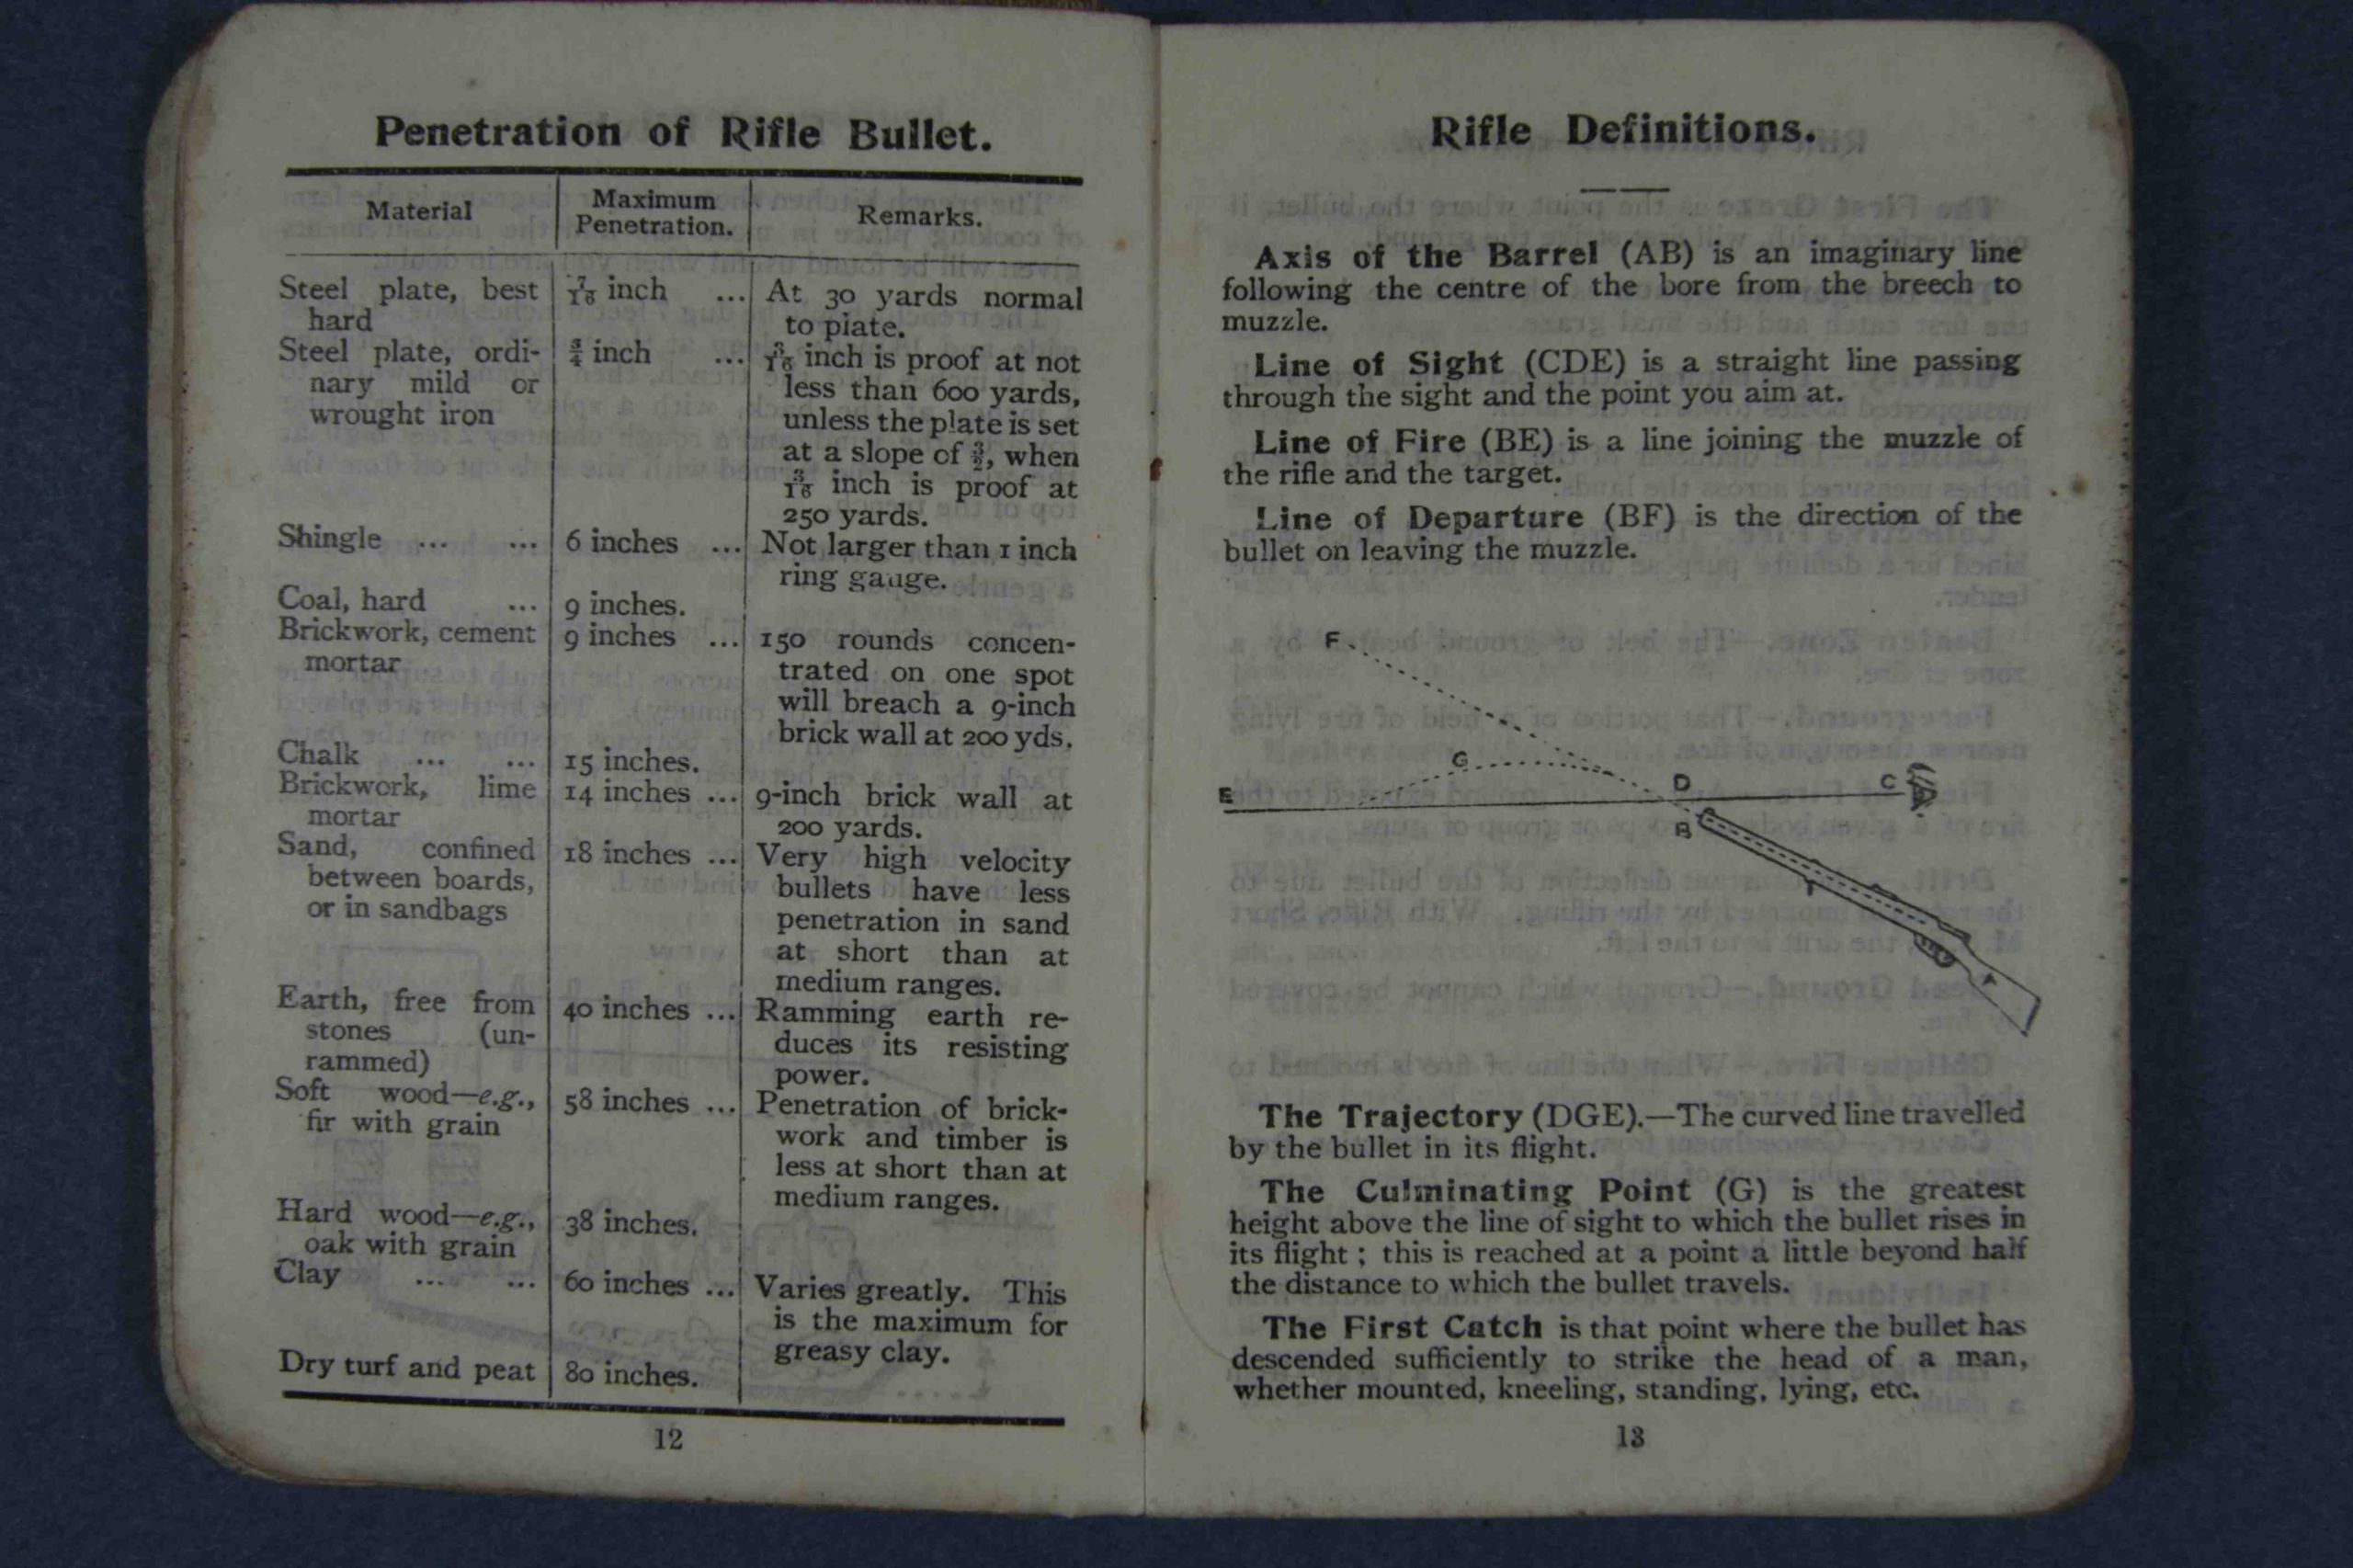 Penetration of Rifle Bullet.
Material
Maximum
Penetration.
Remarks.
Steel plate, best
hard
7/16 inch ...
At 30 yards normal
to plate.
Steel plate, ordi-
nary mild or
wrought iron
3/4 inch ...
3/16 inch is proof at not
less than 600 yards,
unless the plate is set
at a slope of 3/2, when
3/16 inch is proof at
250 yards.
Shingle ... ...
6 inches ...
Not larger than 1 inch
ring gauge.
Coal, hard ...
9 inches.
Brickwork, cement
mortar
9 inches ...
150 rounds concen-
trated on one spot
will breach a 9-inch
brick wall at 200 yds.
Chalk ... ...
15 inches.
Brickwork, lime
mortar
14 inches ...
9-inch brick wall at
200 yards.
Sand, confined
between boards,
or in sandbags
18 inches ...
Very high velocity
bullets have less
penetration in sand
at short than at
medium ranges.
Earth, free from
stones (un-
rammed)
40 inches ...
Ramming earth re-
duces its resisting
power.
Soft wood—e.g.,
fir with grain
58 inches ...
Penetration of brick-
work and timber is
less at short than at
medium ranges.
Hard wood—e.g.,
oak with grain
38 inches.
Clay ... ...
60 inches ...
Varies greatly. This
is the maximum for
greasy clay.
Dry turf and peat
80 inches.
12
Rifle Definitions.
Axis of the Barrel (AB) is an imaginary line
following the centre of the bore from the breech to
muzzle.
Line of Sight (CDE) is a straight line passing
through the sight and the point you aim at.
Line of Fire (BE) is a line joining the muzzle of
the rifle and the target.
Line of Departure (BF) is the direction of the
bullet on leaving the muzzle.
F
G
E
D
C
B
A
The Trajectory (DGE).—The curved line travelled
by the bullet in its flight.
The Culminating Point (G) is the greatest
height above the line of sight to which the bullet rises in
its flight ; this is reached at a point a little beyond half
the distance to which the bullet travels.
The First Catch is that point where the bullet has
descended sufficiently to strike the head of a man,
whether mounted, kneeling, standing, lying, etc.
13